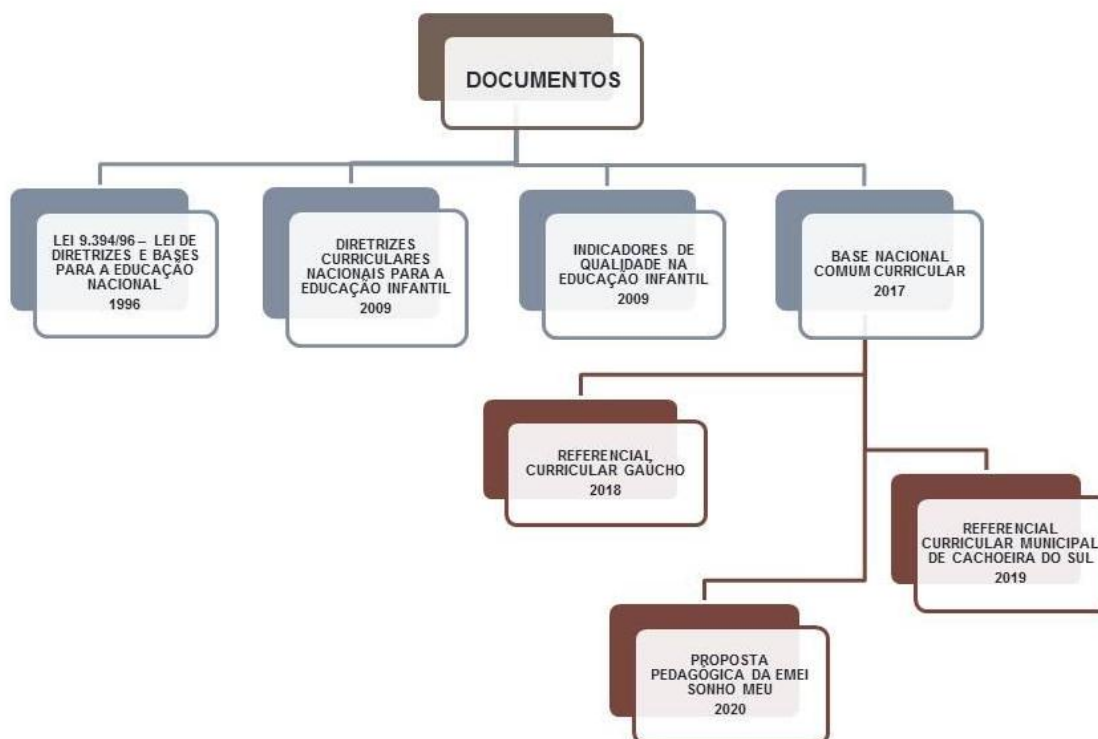 DOCUMENTOS
LEI 9.394/96 – LEI DE
DIRETRIZES E BASES
PARA A EDUCAÇÃO
NACIONAL
1996
DIRETRIZES
CURRICULARES
NACIONAIS PARA A
EDUCAÇÃO INFANTIL
2009
INDICADORES DE
QUALIDADE NA
EDUCAÇÃO INFANTIL
2009
BASE NACIONAL
COMUM CURRICULAR
2017
REFERENCIAL
CURRICULAR GAÚCHO
2018
REFERENCIAL
CURRICULAR MUNICIPAL
DE CACHOEIRA DO SUL
2019
PROPOSTA
PEDAGÓGICA DA EMEI
SONHO MEU
2020